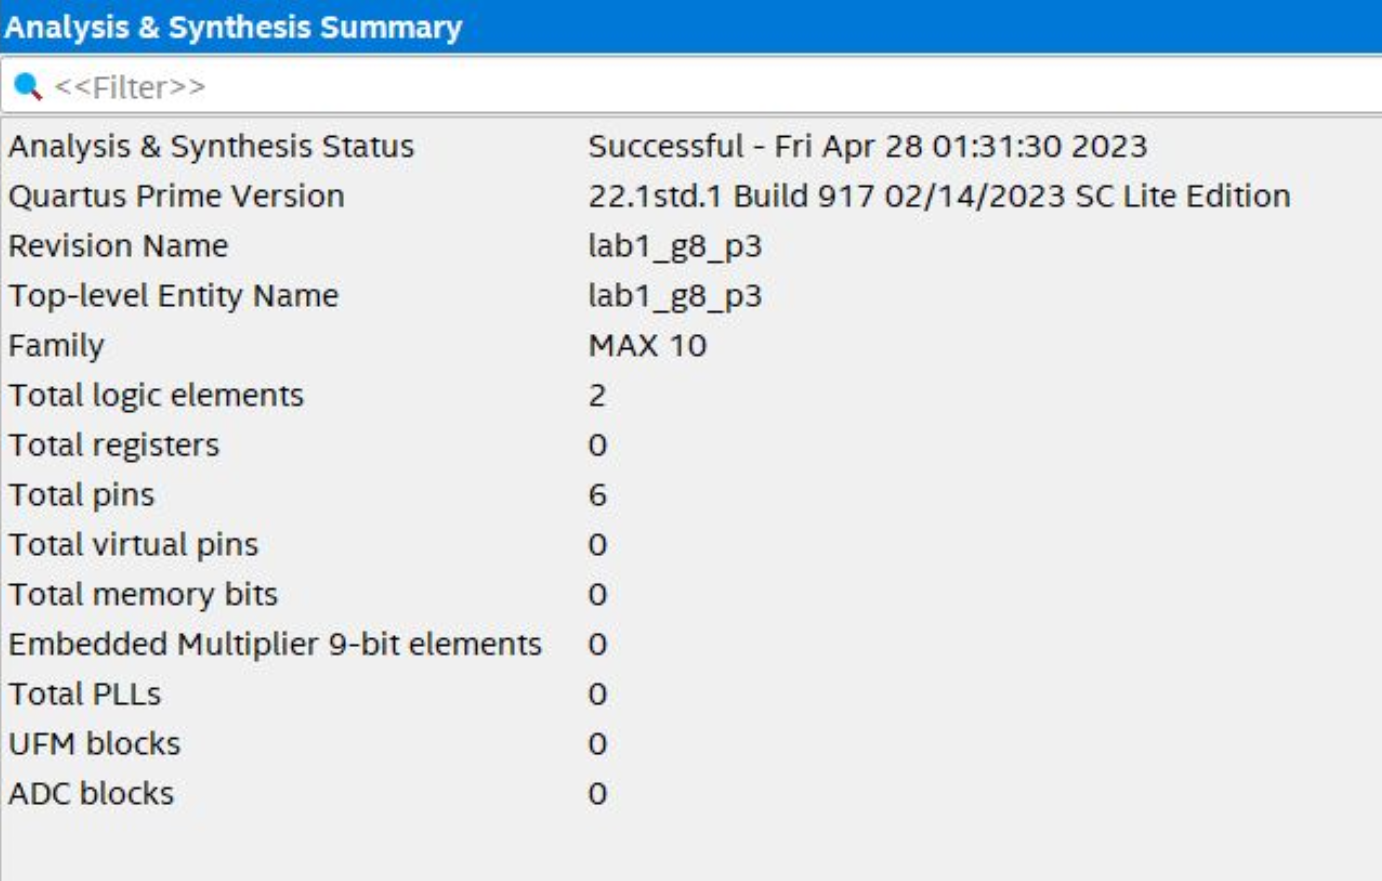 Analysis & Synthesis Summary
<<Filter>>
Analysis & Synthesis Status Successful - Fri Apr 28 01:31:30 2023
Quartus Prime Version 22.1std.1 Build 917 02/14/2023 SC Lite Edition
Revision Name lab1_g8_p3
Top-level Entity Name lab1_g8_p3
Family MAX 10
Total logic elements 2
Total registers 0
Total pins 6
Total virtual pins 0
Total memory bits 0
Embedded Multiplier 9-bit elements 0
Total PLLs 0
UFM blocks 0
ADC blocks 0